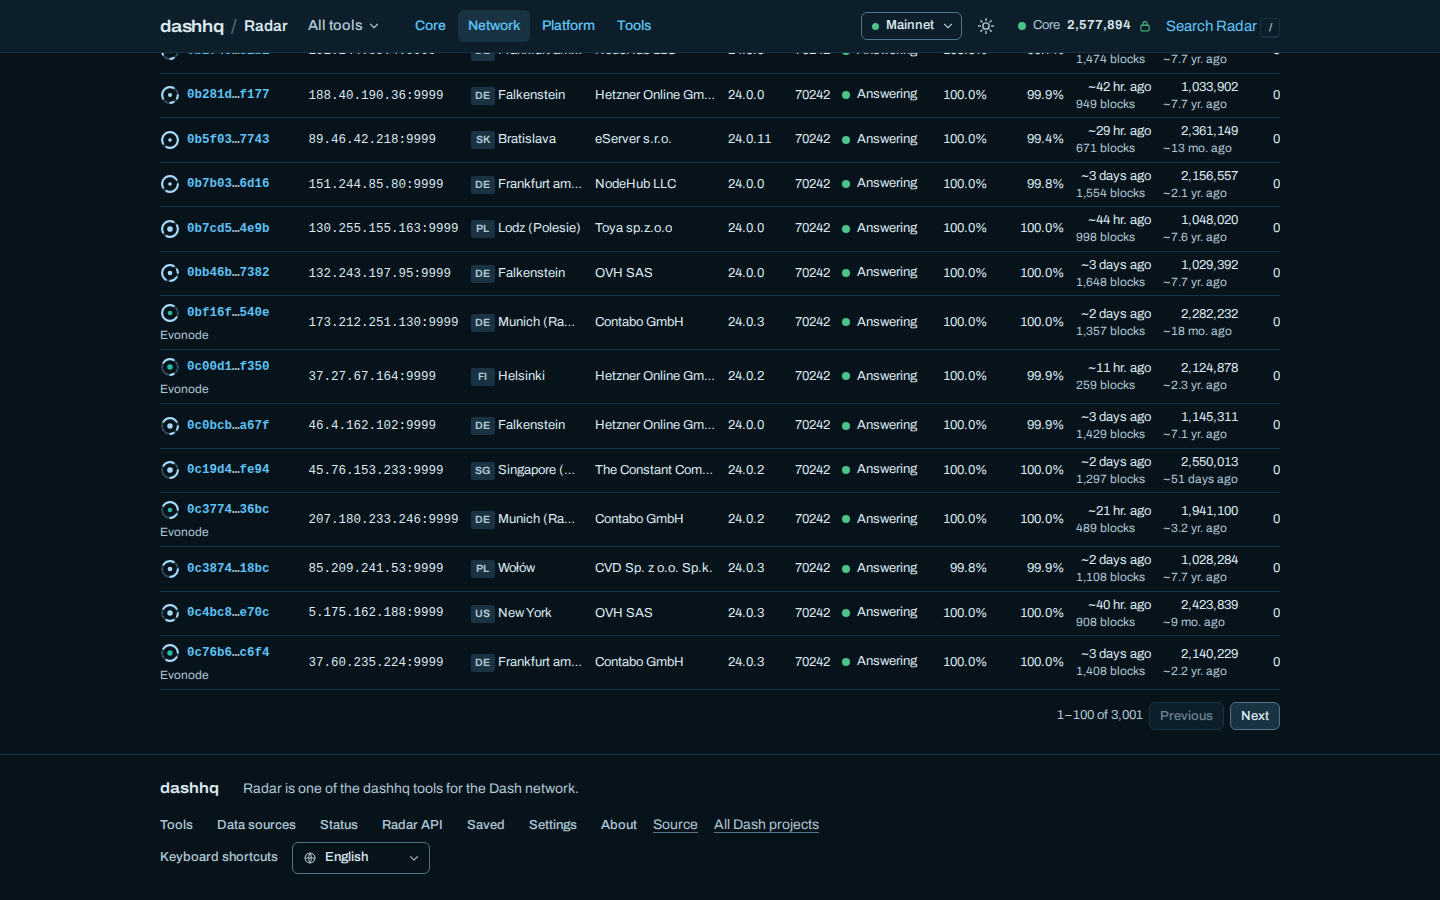 dashhq / Radar All tools Core Network Platform Tools Mainnet Core 2,577,894 Search Radar /
1,474 blocks ~7.7 yr. ago
0b281d…f177 188.40.190.36:9999 DE Falkenstein Hetzner Online Gm... 24.0.0 70242 Answering 100.0% 99.9% ~42 hr. ago 1,033,902 0
949 blocks ~7.7 yr. ago
0b5f03…7743 89.46.42.218:9999 SK Bratislava eServer s.r.o. 24.0.11 70242 Answering 100.0% 99.4% ~29 hr. ago 2,361,149 0
671 blocks ~13 mo. ago
0b7b03…6d16 151.244.85.80:9999 DE Frankfurt am... NodeHub LLC 24.0.0 70242 Answering 100.0% 99.8% ~3 days ago 2,156,557 0
1,554 blocks ~2.1 yr. ago
0b7cd5…4e9b 130.255.155.163:9999 PL Lodz (Polesie) Toya sp.z.o.o 24.0.0 70242 Answering 100.0% 100.0% ~44 hr. ago 1,048,020 0
998 blocks ~7.6 yr. ago
0bb46b…7382 132.243.197.95:9999 DE Falkenstein OVH SAS 24.0.0 70242 Answering 100.0% 100.0% ~3 days ago 1,029,392 0
1,648 blocks ~7.7 yr. ago
0bf16f…540e 173.212.251.130:9999 DE Munich (Ra... Contabo GmbH 24.0.3 70242 Answering 100.0% 100.0% ~2 days ago 2,282,232 0
Evonode 1,357 blocks ~18 mo. ago
0c00d1…f350 37.27.67.164:9999 FI Helsinki Hetzner Online Gm... 24.0.2 70242 Answering 100.0% 99.9% ~11 hr. ago 2,124,878 0
Evonode 259 blocks ~2.3 yr. ago
0c0bcb…a67f 46.4.162.102:9999 DE Falkenstein Hetzner Online Gm... 24.0.0 70242 Answering 100.0% 100.0% ~3 days ago 1,145,311 0
1,429 blocks ~7.1 yr. ago
0c19d4…fe94 45.76.153.233:9999 SG Singapore (... The Constant Com... 24.0.2 70242 Answering 100.0% 100.0% ~2 days ago 2,550,013 0
1,297 blocks ~51 days ago
0c3774…36bc 207.180.233.246:9999 DE Munich (Ra... Contabo GmbH 24.0.2 70242 Answering 100.0% 100.0% ~21 hr. ago 1,941,100 0
Evonode 489 blocks ~3.2 yr. ago
0c3874…18bc 85.209.241.53:9999 PL Wołów CVD Sp. z o.o. Sp.k. 24.0.3 70242 Answering 99.8% 99.9% ~2 days ago 1,028,284 0
1,108 blocks ~7.7 yr. ago
0c4bc8…e70c 5.175.162.188:9999 US New York OVH SAS 24.0.3 70242 Answering 100.0% 100.0% ~40 hr. ago 2,423,839 0
908 blocks ~9 mo. ago
0c76b6…c6f4 37.60.235.224:9999 DE Frankfurt am... Contabo GmbH 24.0.3 70242 Answering 100.0% 100.0% ~3 days ago 2,140,229 0
Evonode 1,408 blocks ~2.2 yr. ago
1–100 of 3,001 Previous Next
dashhq Radar is one of the dashhq tools for the Dash network.
Tools Data sources Status Radar API Saved Settings About Source All Dash projects
Keyboard shortcuts English